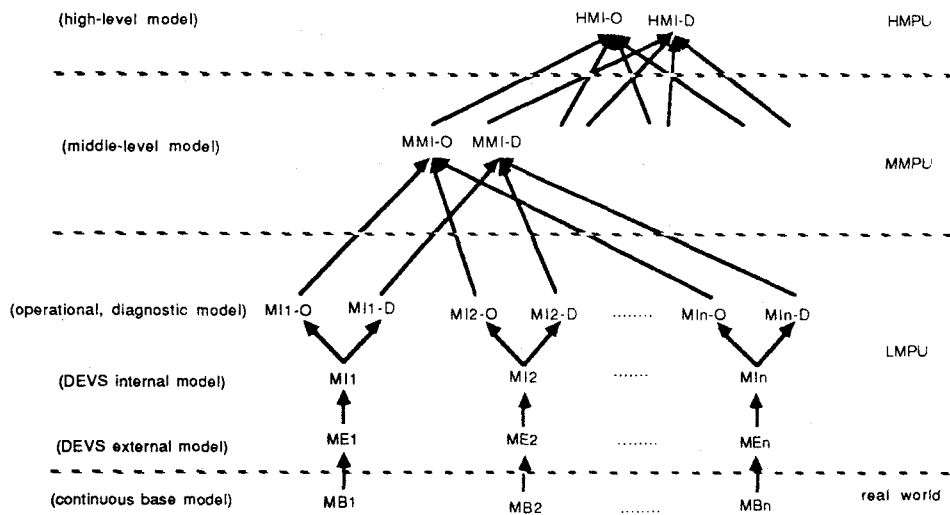 (high-level model) HMI-O HMI-D HMPU
(middle-level model) MMI-O MMI-D MMPU
(operational, diagnostic model) MI1-O MI1-D MI2-O MI2-D ........ MIn-O MIn-D
LMPU
(DEVS internal model) MI1 MI2 ....... MIn
(DEVS external model) ME1 ME2 ........ MEn
(continuous base model) MB1 MB2 ........ MBn real world